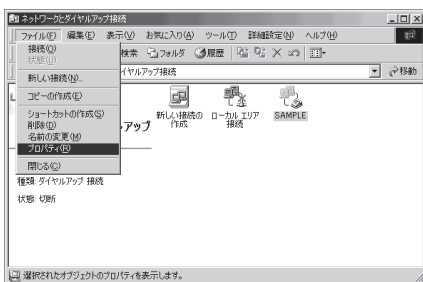 ネットワークとダイヤルアップ接続
ファイル(F) 編集(E) 表示(V) お気に入り(A) ツール(T) 詳細設定(N) ヘルプ(H)
接続(O)
状態(U)
新しい接続(N)...
コピーの作成(E)
ショートカットの作成(S)
削除(D)
名前の変更(M)
プロパティ(R)
閉じる(C)
検索 フォルダ 履歴
イヤルアップ接続 移動
アップ
新しい接続の作成
ローカル エリア接続
SAMPLE
種類: ダイヤルアップ 接続
状態: 切断
選択されたオブジェクトのプロパティを表示します。